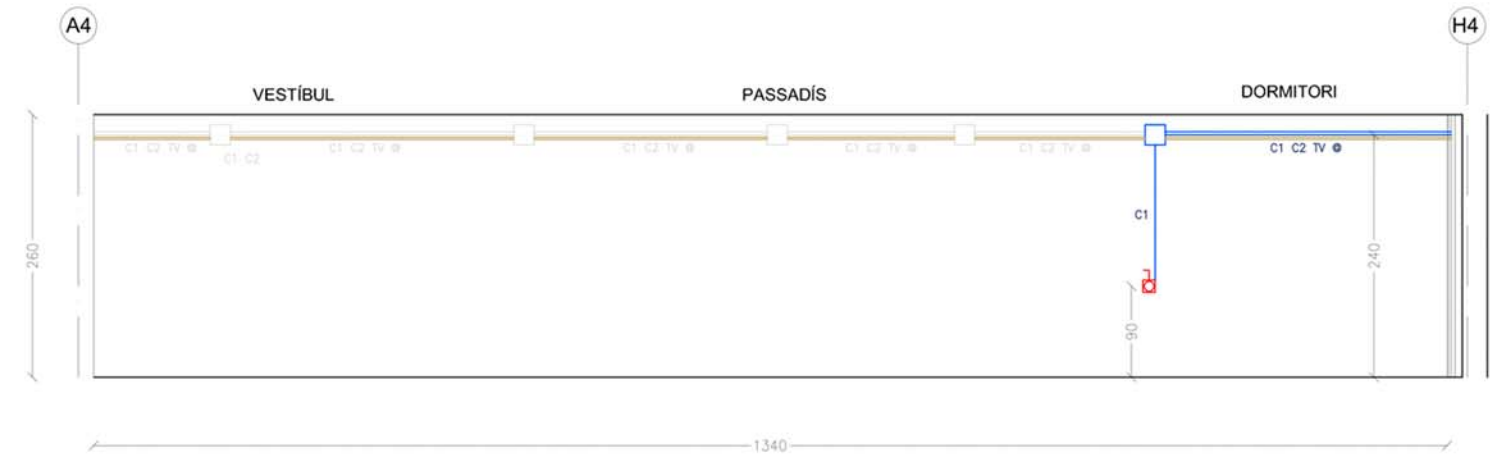 A4
H4
VESTÍBUL
PASSADÍS
DORMITORI
C1 C2 TV @
C1 C2
C1 C2 TV @
C1 C2 TV @
C1 C2 TV @
C1 C2 TV @
C1 C2 TV @
C1
260
240
90
1340